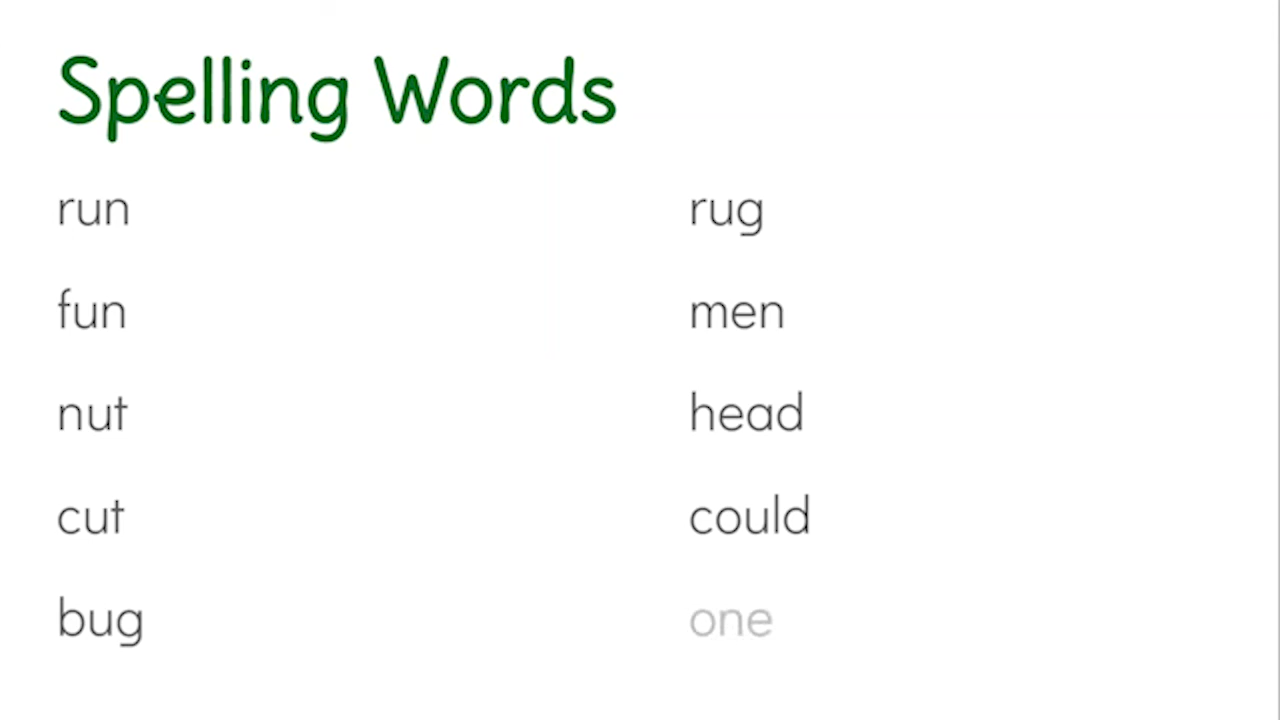 Spelling Words
run
fun
nut
cut
bug
rug
men
head
could
one